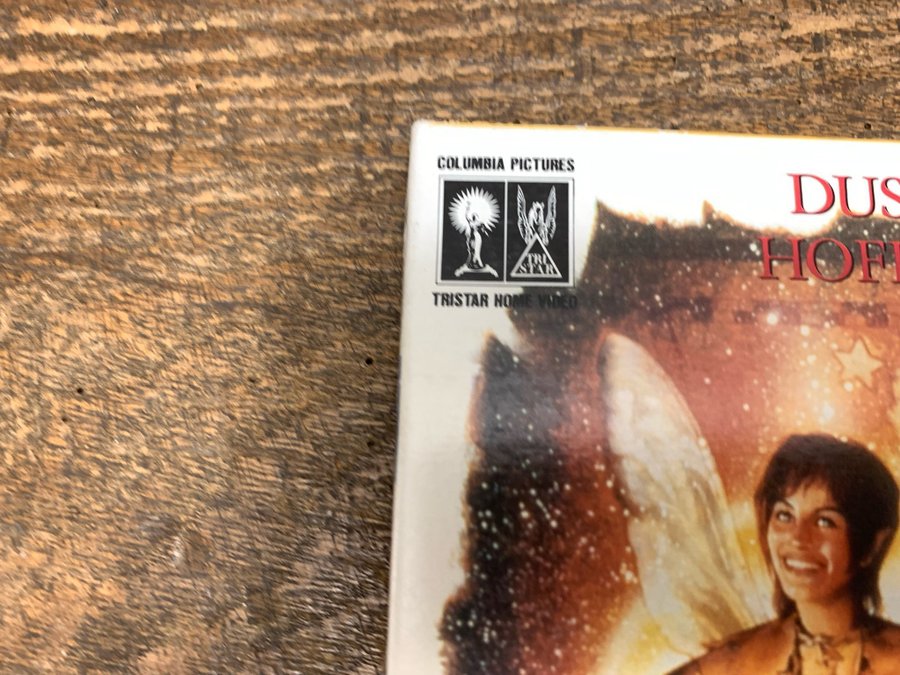 COLUMBIA PICTURES
TRI
STAR
TRISTAR HOME VIDEO
DUS
HOFF